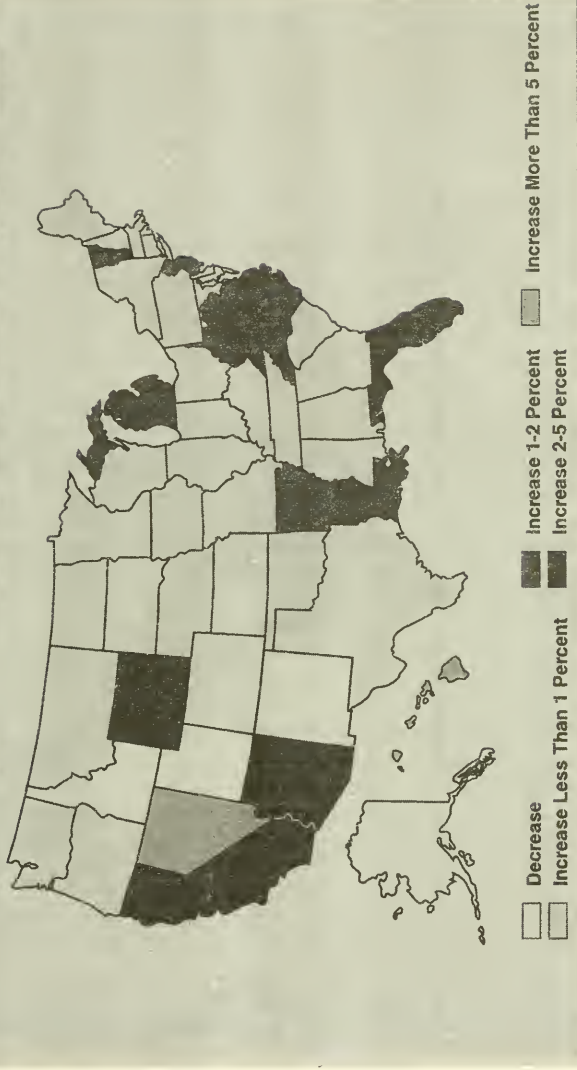 Decrease
Increase Less Than 1 Percent
Increase 1-2 Percent
Increase 2-5 Percent
Increase More Than 5 Percent